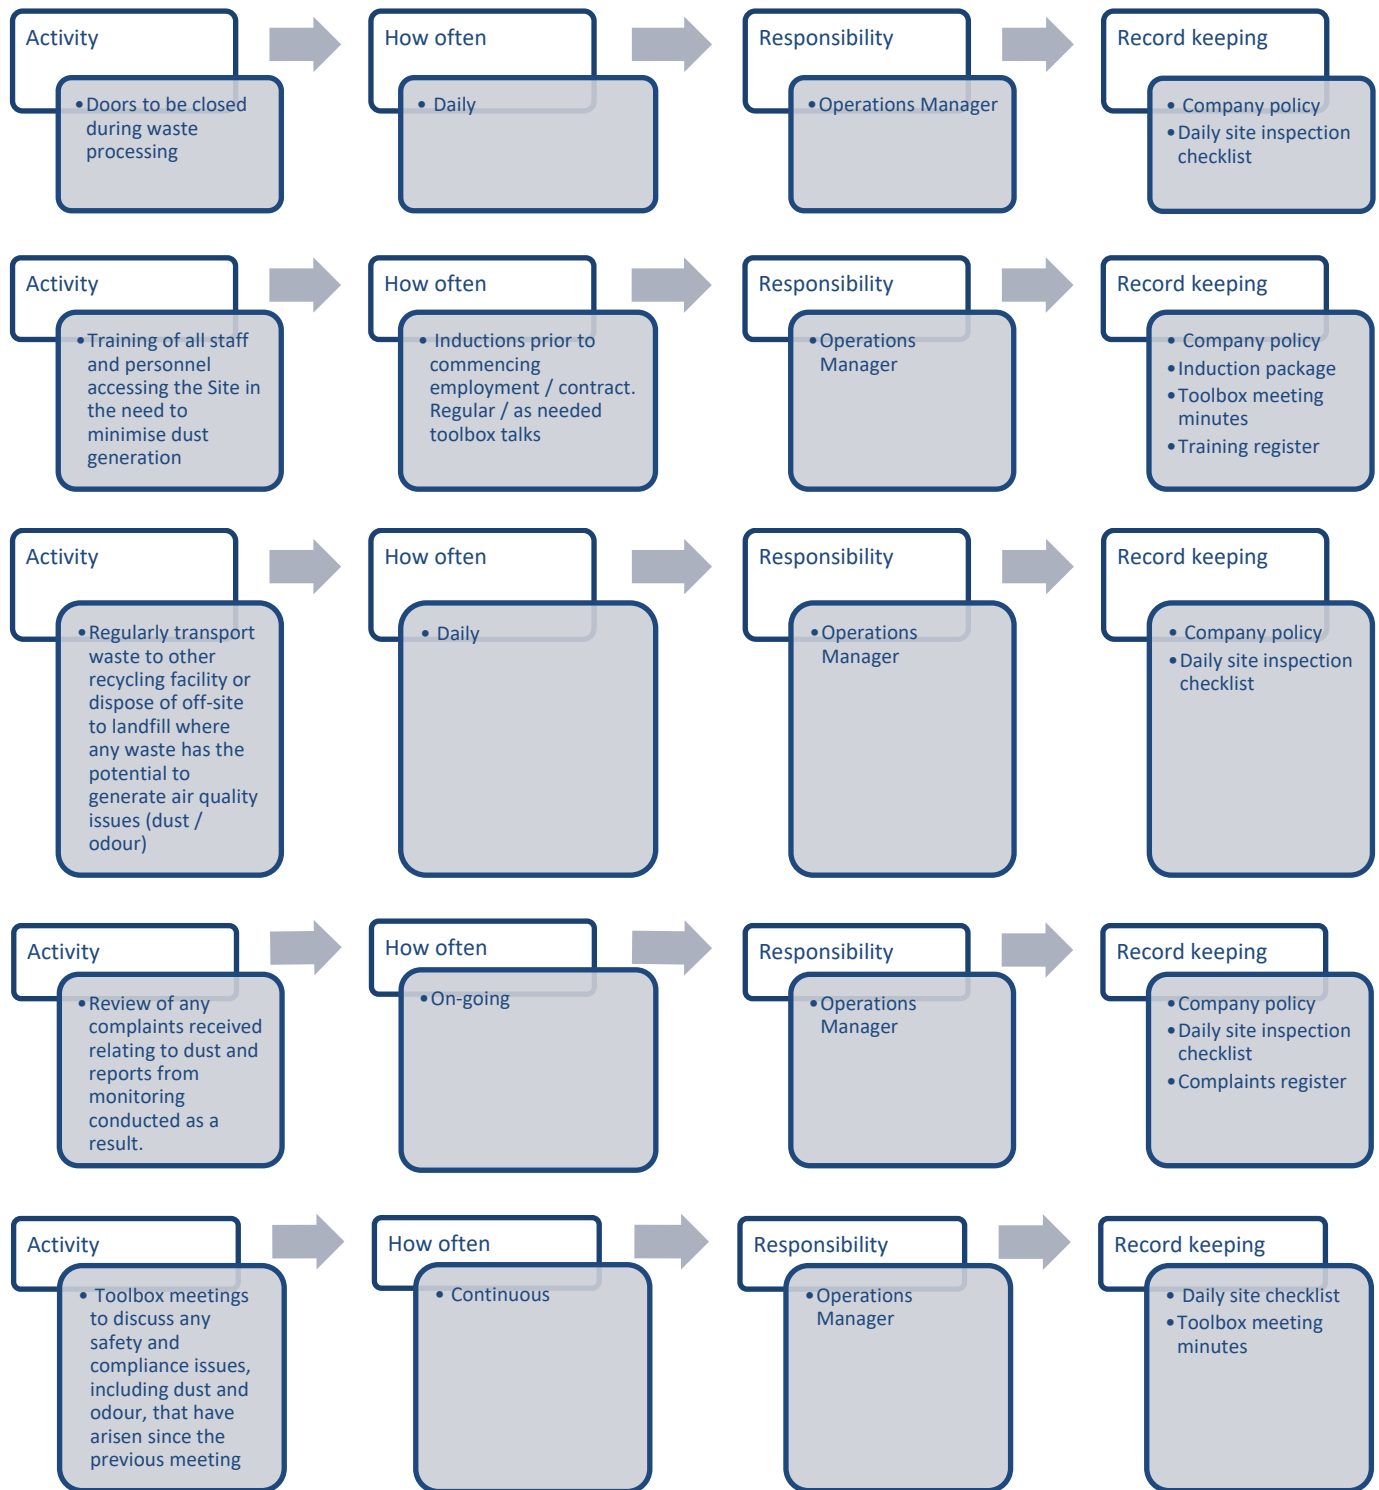 Activity
How often
Responsibility
Record keeping
• Doors to be closed
during waste
processing
• Daily
• Operations Manager
• Company policy
• Daily site inspection
checklist
Activity
How often
Responsibility
Record keeping
• Training of all staff
and personnel
accessing the Site in
the need to
minimise dust
generation
• Inductions prior to
commencing
employment / contract.
Regular / as needed
toolbox talks
• Operations
Manager
• Company policy
• Induction package
• Toolbox meeting
minutes
• Training register
Activity
How often
Responsibility
Record keeping
• Regularly transport
waste to other
recycling facility or
dispose of off-site
to landfill where
any waste has the
potential to
generate air quality
issues (dust /
odour)
• Daily
• Operations
Manager
• Company policy
• Daily site inspection
checklist
Activity
How often
Responsibility
Record keeping
• Review of any
complaints received
relating to dust and
reports from
monitoring
conducted as a
result.
• On-going
• Operations
Manager
• Company policy
• Daily site inspection
checklist
• Complaints register
Activity
How often
Responsibility
Record keeping
• Toolbox meetings
to discuss any
safety and
compliance issues,
including dust and
odour, that have
arisen since the
previous meeting
• Continuous
• Operations
Manager
• Daily site checklist
• Toolbox meeting
minutes